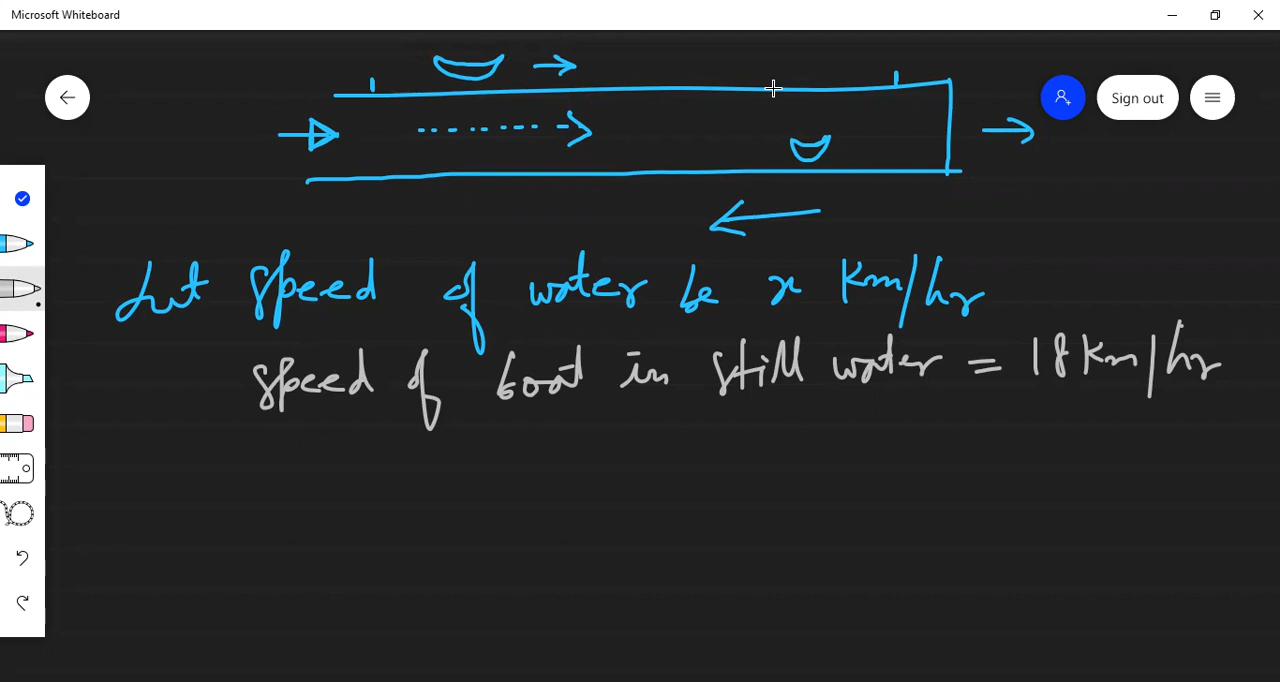 Microsoft Whiteboard
Sign out
Let speed of water be x Km/hr
speed of boat in still water = 18 Km/hr